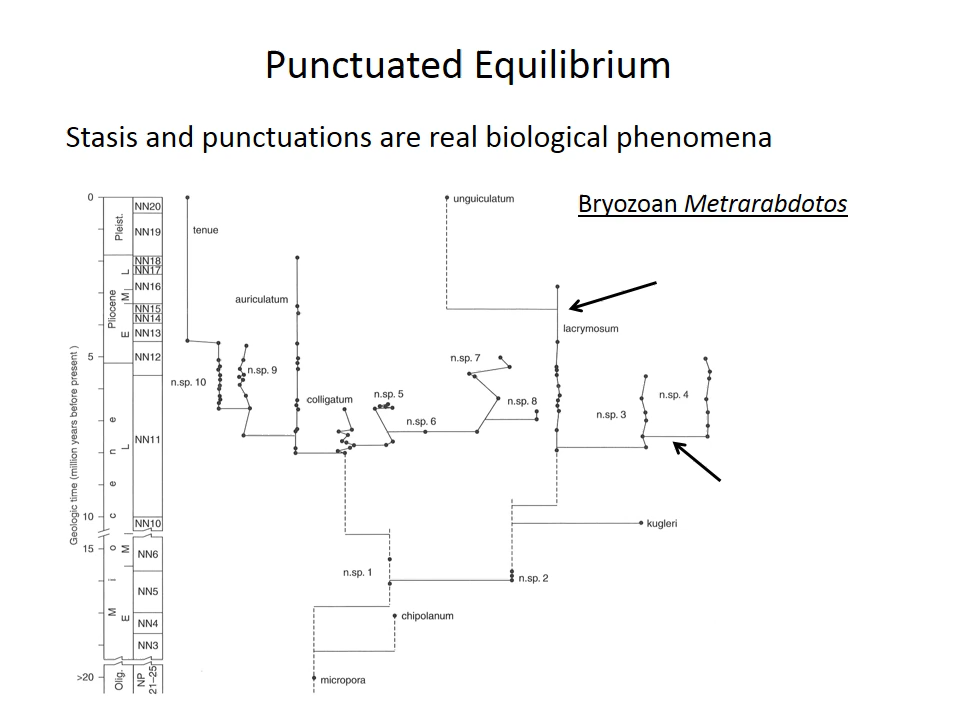 Punctuated Equilibrium
Stasis and punctuations are real biological phenomena
Bryozoan Metrarabdotos
Geologic time (million years before present )
0
5
10
15
>20
Pleist.
Pliocene
L
M
E
Miocene
L
M
E
Olig.
NN20
NN19
NN18
NN17
NN16
NN15
NN14
NN13
NN12
NN11
NN10
NN6
NN5
NN4
NN3
NP
21–25
tenue
unguiculatum
auriculatum
lacrymosum
n.sp. 7
n.sp. 9
n.sp. 10
n.sp. 5
n.sp. 4
colligatum
n.sp. 8
n.sp. 3
n.sp. 6
kugleri
n.sp. 1
n.sp. 2
chipolanum
micropora